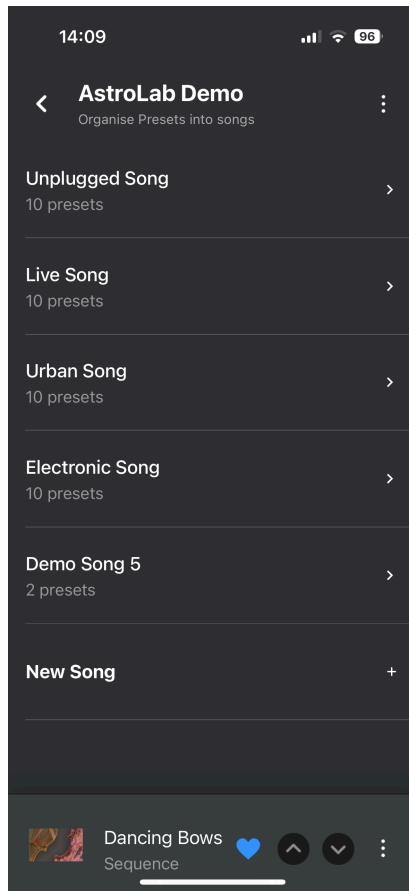 14:09
96
AstroLab Demo
Organise Presets into songs
Unplugged Song
10 presets
Live Song
10 presets
Urban Song
10 presets
Electronic Song
10 presets
Demo Song 5
2 presets
New Song
+
Dancing Bows
Sequence